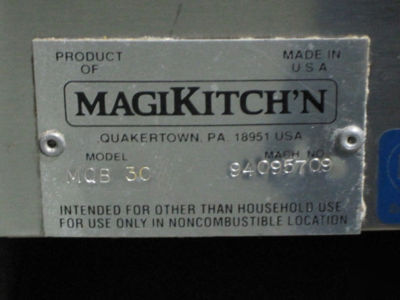 PRODUCT OF
MADE IN U.S.A
MAGIKITCH'N
QUAKERTOWN, PA. 18951 USA
MODEL MACH NO.
MQB 30 94095709
INTENDED FOR OTHER THAN HOUSEHOLD USE.
FOR USE ONLY IN NONCOMBUSTIBLE LOCATION